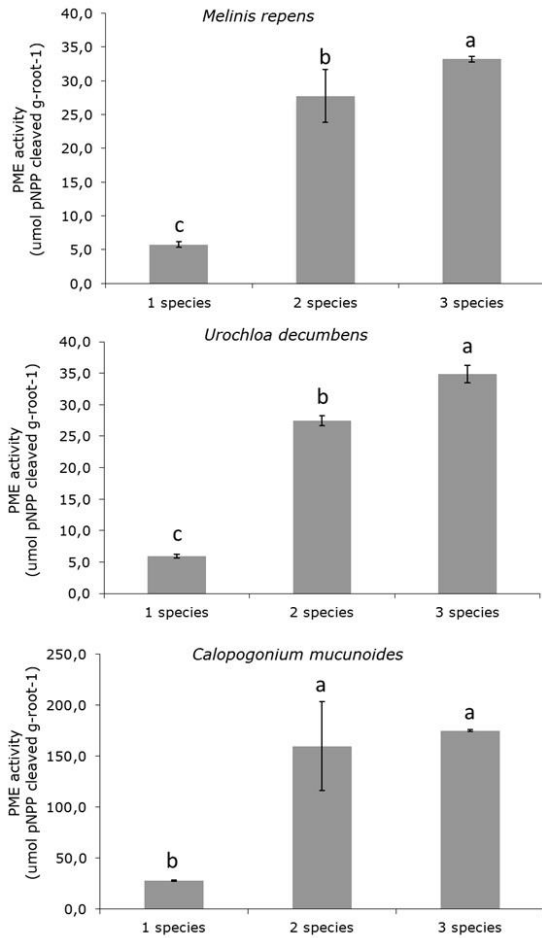 Melinis repens
PME activity
(umol pNPP cleaved g-root-1)
40,0
35,0
30,0
25,0
20,0
15,0
10,0
5,0
0,0
c
b
a
1 species
2 species
3 species
Urochloa decumbens
PME activity
(umol pNPP cleaved g-root-1)
40,0
35,0
30,0
25,0
20,0
15,0
10,0
5,0
0,0
c
b
a
1 species
2 species
3 species
Calopogonium mucunoides
PME activity
(umol pNPP cleaved g-root-1)
250,0
200,0
150,0
100,0
50,0
0,0
b
a
a
1 species
2 species
3 species